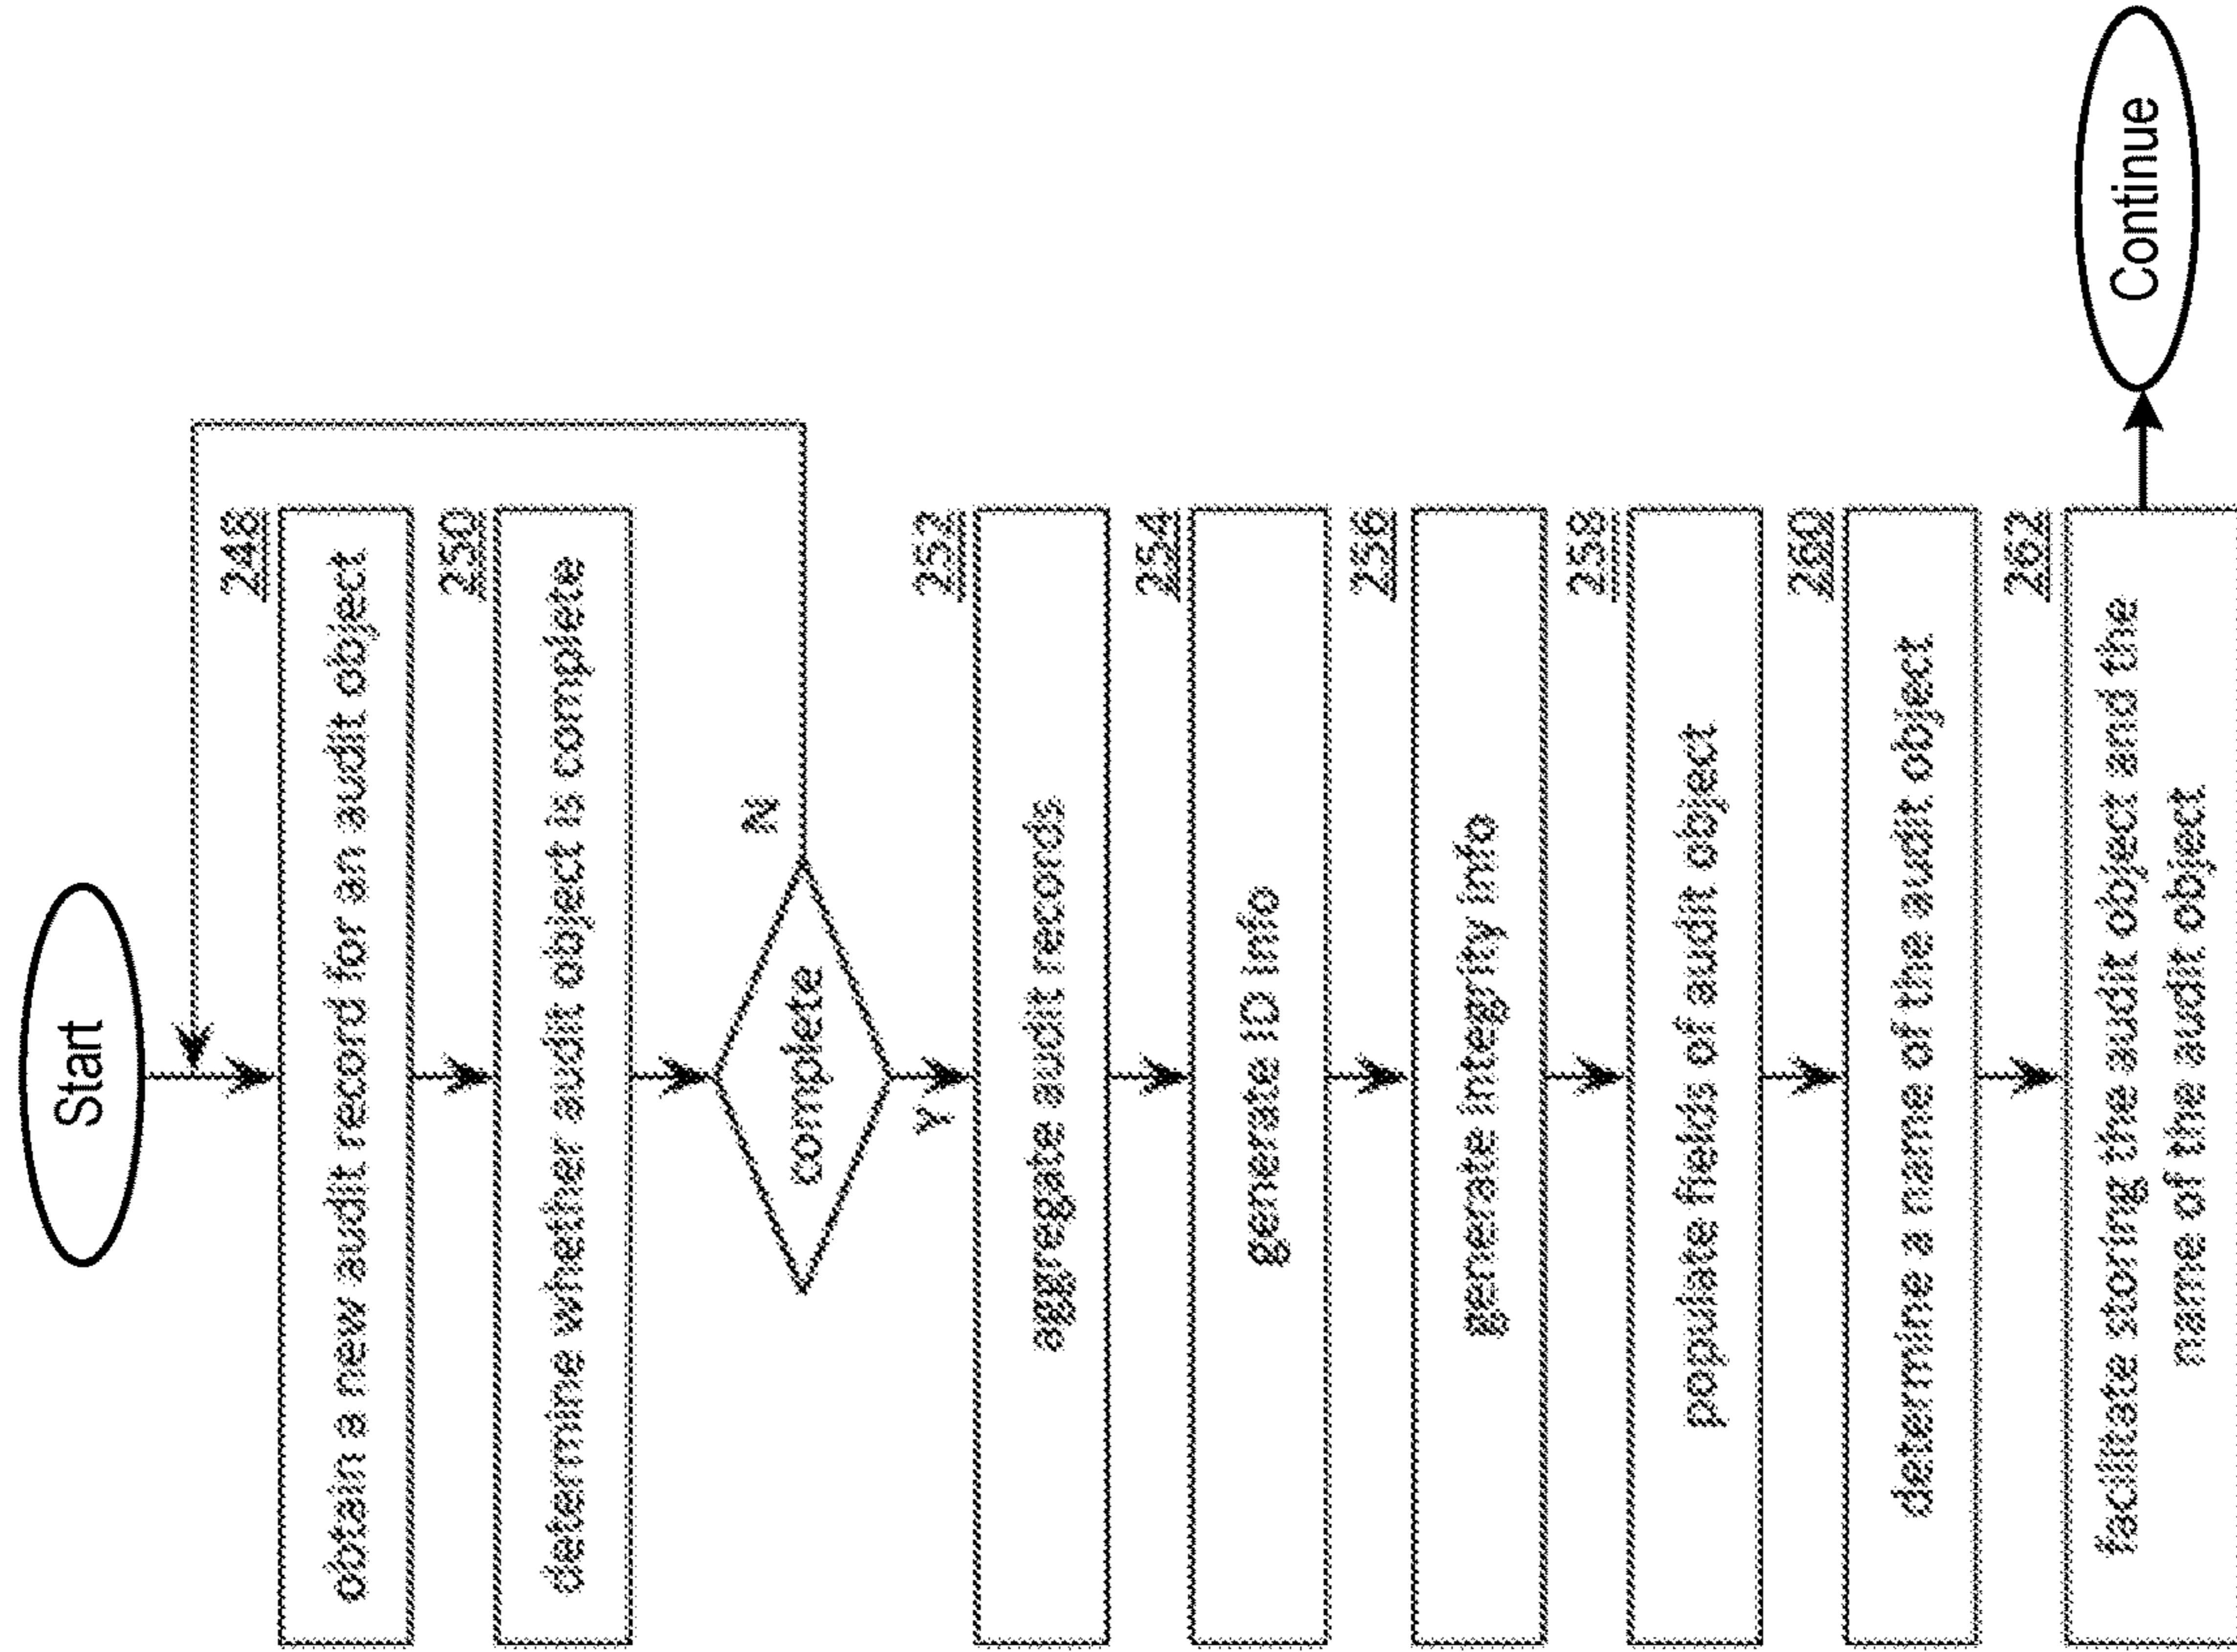 Start
248
obtain a new audit record for an audit object
250
determine whether audit object is complete
complete
N
Y
252
aggregate audit records
254
generate ID info
256
generate integrity info
258
populate fields of audit object
260
determine a name of the audit object
262
facilitate storing the audit object and the
name of the audit object
Continue